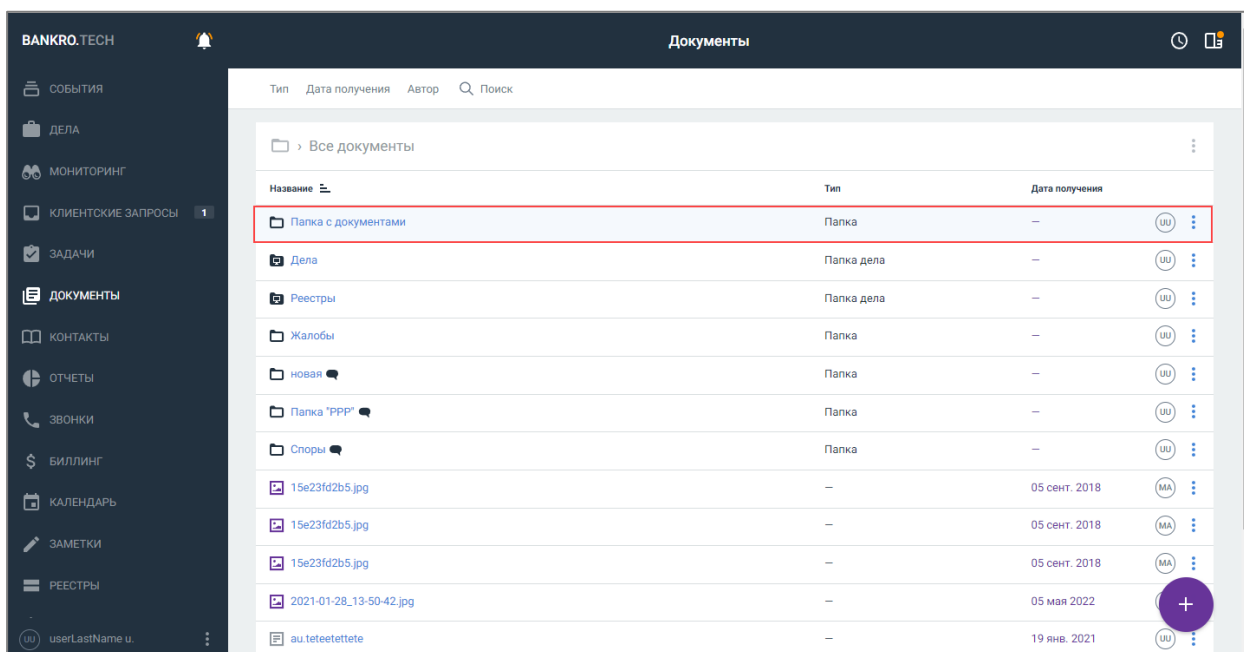 BANKRO.TECH
Документы
СОБЫТИЯ
ДЕЛА
МОНИТОРИНГ
КЛИЕНТСКИЕ ЗАПРОСЫ 1
ЗАДАЧИ
ДОКУМЕНТЫ
КОНТАКТЫ
ОТЧЕТЫ
ЗВОНКИ
БИЛЛИНГ
КАЛЕНДАРЬ
ЗАМЕТКИ
РЕЕСТРЫ
UU userLastName u.
Тип Дата получения Автор Поиск
› Все документы
Название Тип Дата получения
Папка с документами Папка — UU
Дела Папка дела — UU
Реестры Папка дела — UU
Жалобы Папка — UU
новая Папка — UU
Папка "PPP" Папка — UU
Споры Папка — UU
15e23fd2b5.jpg — 05 сент. 2018 MA
15e23fd2b5.jpg — 05 сент. 2018 MA
15e23fd2b5.jpg — 05 сент. 2018 MA
2021-01-28_13-50-42.jpg — 05 мая 2022
au.teteetettete — 19 янв. 2021 UU